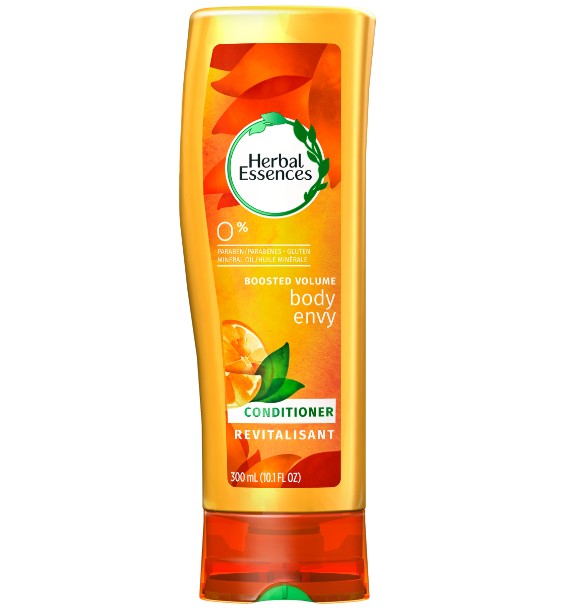 Herbal
Essences
0%
PARABEN/PARABENES - GLUTEN
MINERAL OIL/HUILE MINÉRALE
BOOSTED VOLUME
body
envy
CONDITIONER
REVITALISANT
300 mL (10.1 FL OZ)